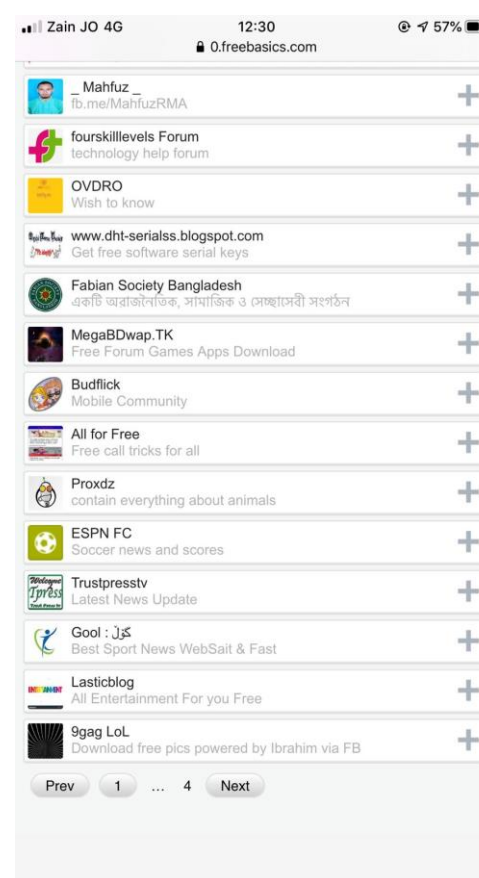 Zain JO 4G 12:30 57%
0.freebasics.com
_ Mahfuz _
fb.me/MahfuzRMA
fourskilllevels Forum
technology help forum
OVDRO
Wish to know
www.dht-serialss.blogspot.com
Get free software serial keys
Fabian Society Bangladesh
একটি অরাজনৈতিক, সামাজিক ও সেচ্ছাসেবী সংগঠন
MegaBDwap.TK
Free Forum Games Apps Download
Budflick
Mobile Community
All for Free
Free call tricks for all
Proxdz
contain everything about animals
ESPN FC
Soccer news and scores
Welcome
Tpress
Trustpresstv
Latest News Update
Gool : كَوَلْ
Best Sport News WebSait & Fast
Lasticblog
All Entertainment For you Free
9gag LoL
Download free pics powered by Ibrahim via FB
Prev 1 ... 4 Next